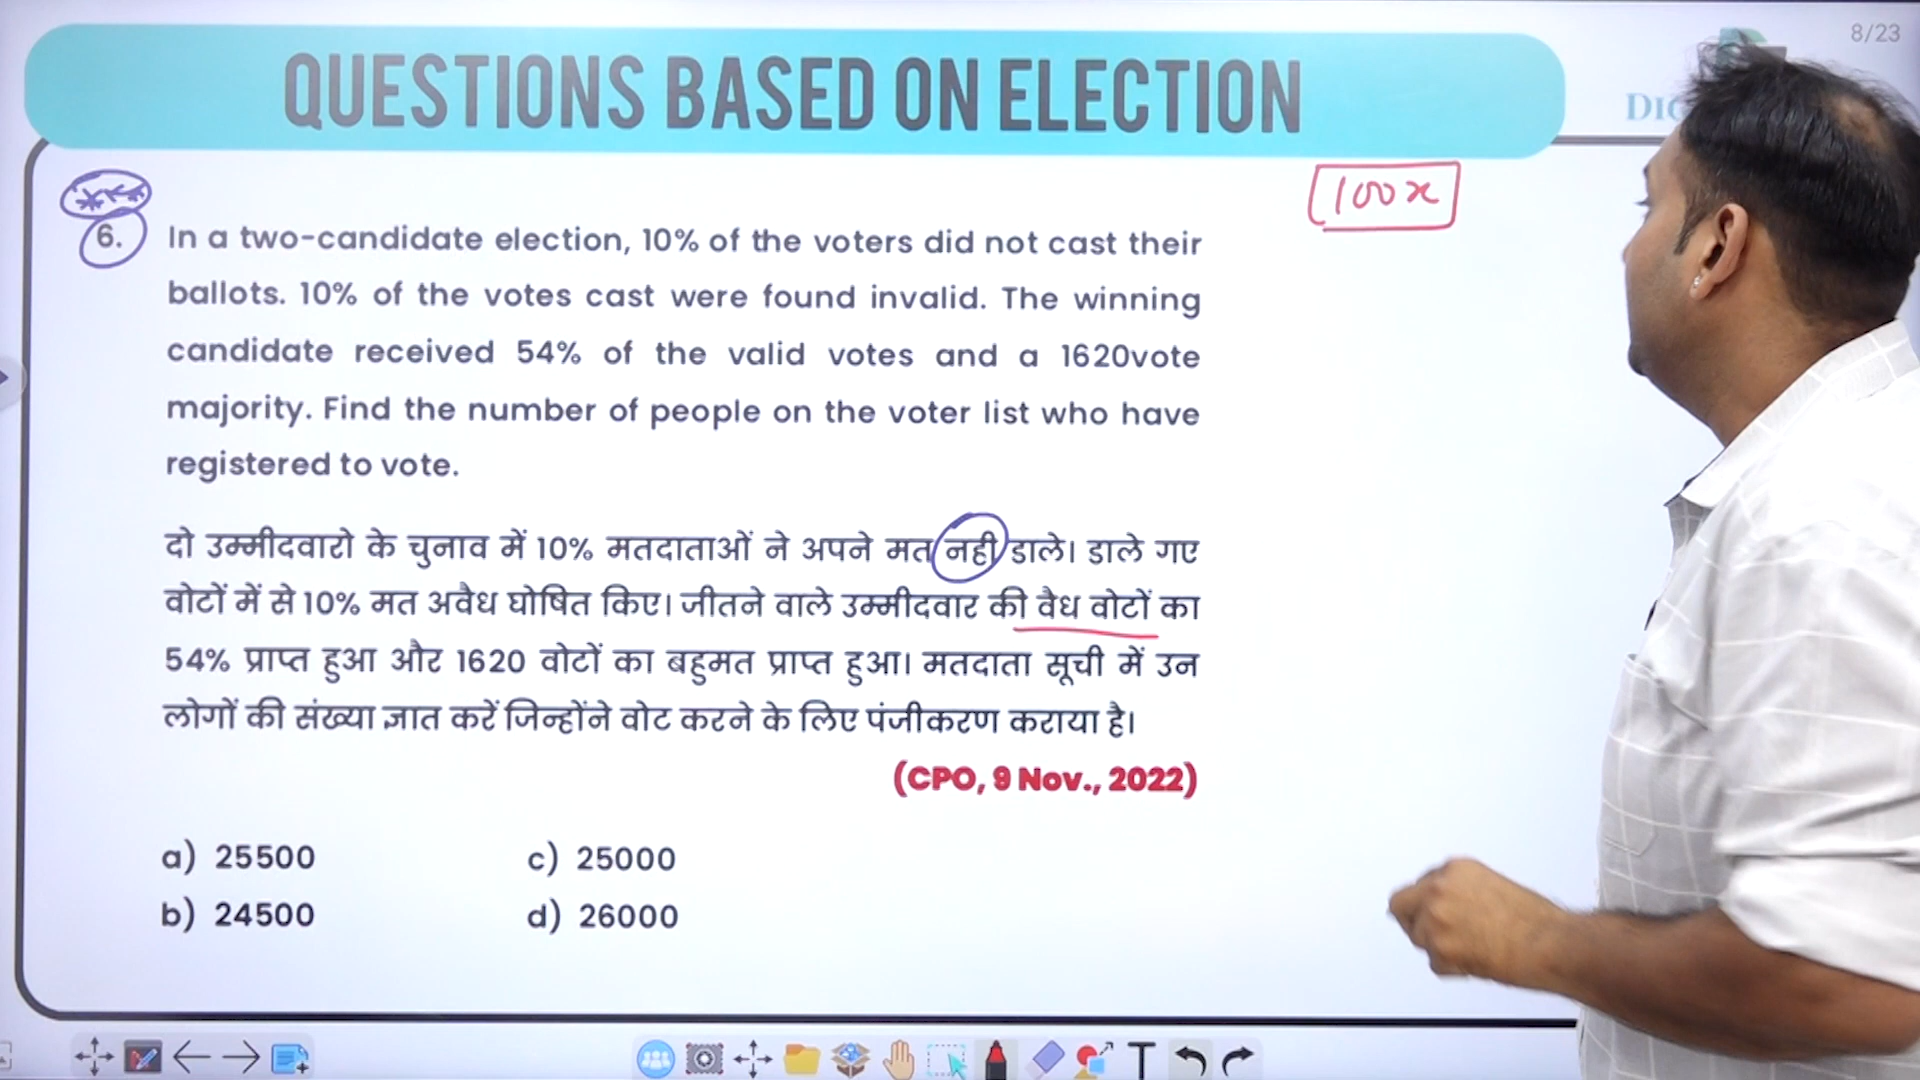 8/23
QUESTIONS BASED ON ELECTION
100x
6. In a two-candidate election, 10% of the voters did not cast their
ballots. 10% of the votes cast were found invalid. The winning
candidate received 54% of the valid votes and a 1620vote
majority. Find the number of people on the voter list who have
registered to vote.
दो उम्मीदवारो के चुनाव में 10% मतदाताओं ने अपने मत नही डाले। डाले गए
वोटों में से 10% मत अवैध घोषित किए। जीतने वाले उम्मीदवार की वैध वोटों का
54% प्राप्त हुआ और 1620 वोटों का बहुमत प्राप्त हुआ। मतदाता सूची में उन
लोगों की संख्या ज्ञात करें जिन्होंने वोट करने के लिए पंजीकरण कराया है।
(CPO, 9 Nov., 2022)
a) 25500 c) 25000
b) 24500 d) 26000